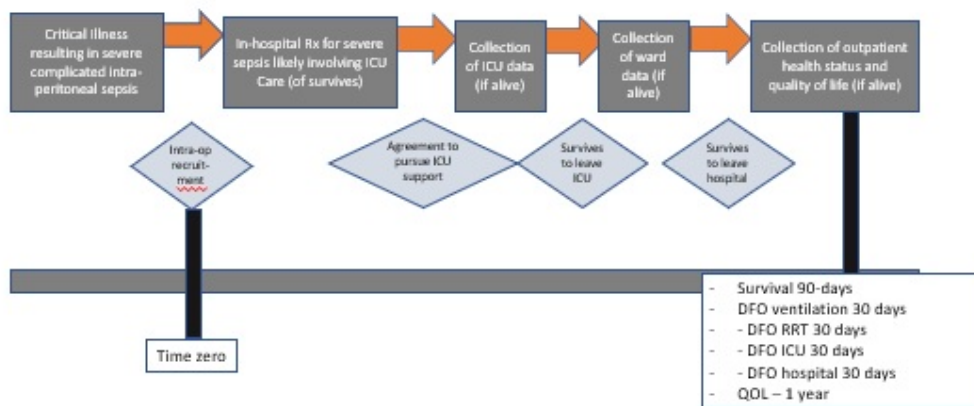 Critical Illness
resulting in severe
complicated intra-
peritoneal sepsis
In-hospital Rx for severe
sepsis likely involving ICU
Care (of survives)
Collection
of ICU data
(if alive)
Collection
of ward
data (if
alive)
Collection of outpatient
health status and
quality of life (if alive)
Intra-op
recruit-
ment
Agreement to
pursue ICU
support
Survives
to leave
ICU
Survives
to leave
hospital
Time zero
- Survival 90-days
- DFO ventilation 30 days
- - DFO RRT 30 days
- - DFO ICU 30 days
- - DFO hospital 30 days
- QOL – 1 year